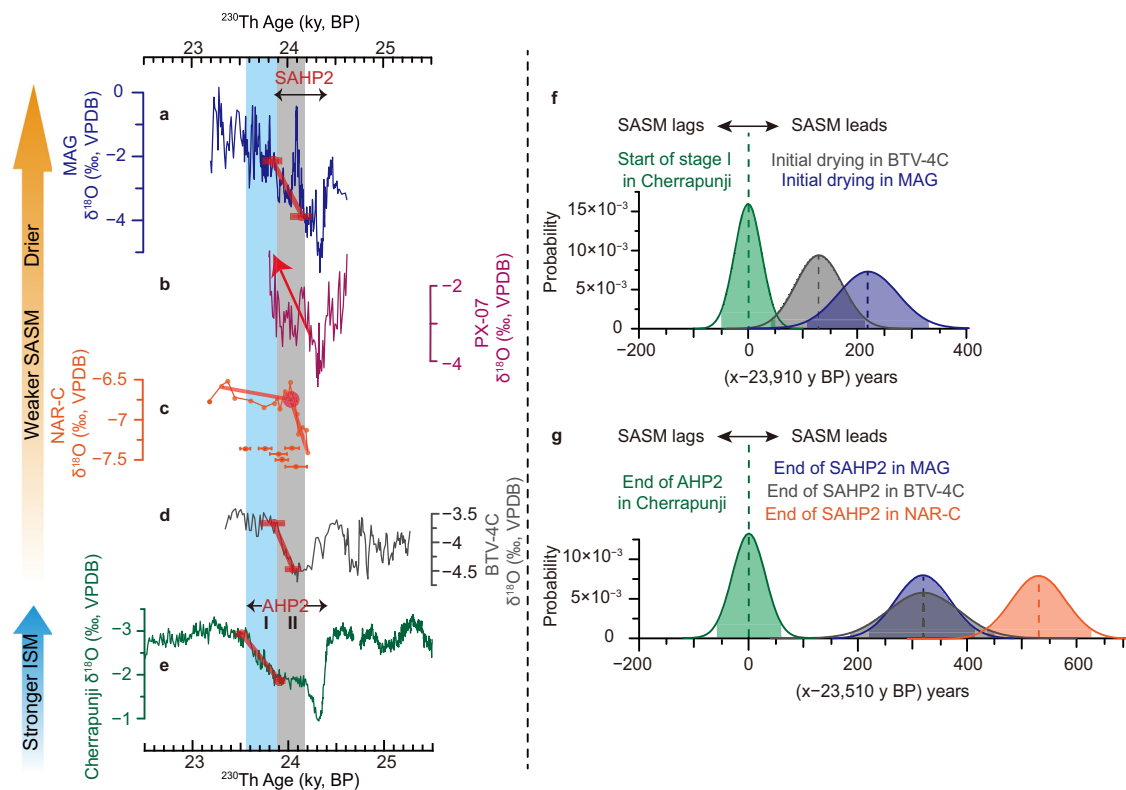 ²³⁰Th Age (ky, BP)
23
24
25
SAHP2
a
0
−2
−4
MAG
δ¹⁸O (‰, VPDB)
b
−2
−4
PX-07
δ¹⁸O (‰, VPDB)
c
−6.5
−7
−7.5
NAR-C
δ¹⁸O (‰, VPDB)
d
−3.5
−4
−4.5
BTV-4C
δ¹⁸O (‰, VPDB)
AHP2
I
II
e
−3
−2
−1
Cherrapunji δ¹⁸O (‰, VPDB)
23
24
25
²³⁰Th Age (ky, BP)
Weaker SASM Drier
Stronger ISM
f
SASM lags
SASM leads
Start of stage I
in Cherrapunji
Initial drying in BTV-4C
Initial drying in MAG
Probability
15×10⁻³
10×10⁻³
5×10⁻³
0
−200
0
200
400
(x−23,910 y BP) years
g
SASM lags
SASM leads
End of AHP2
in Cherrapunji
End of SAHP2 in MAG
End of SAHP2 in BTV-4C
End of SAHP2 in NAR-C
Probability
10×10⁻³
5×10⁻³
0
−200
0
200
400
600
(x−23,510 y BP) years